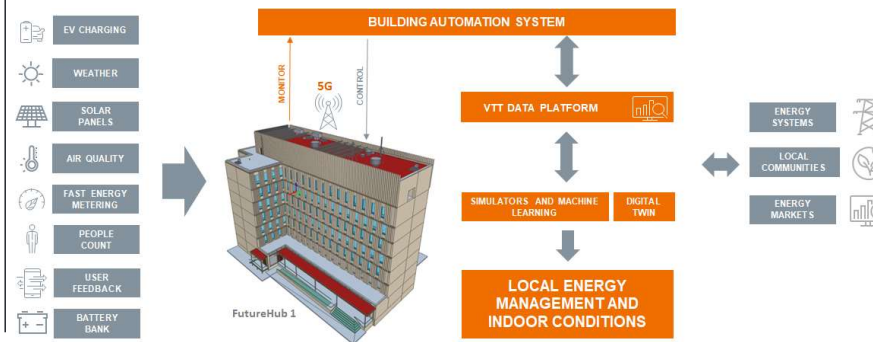 BUILDING AUTOMATION SYSTEM
EV CHARGING
WEATHER
SOLAR
PANELS
AIR QUALITY
FAST ENERGY
METERING
PEOPLE
COUNT
USER
FEEDBACK
BATTERY
BANK
MONITOR
5G
CONTROL
FutureHub 1
VTT DATA PLATFORM
SIMULATORS AND MACHINE
LEARNING
DIGITAL
TWIN
LOCAL ENERGY
MANAGEMENT AND
INDOOR CONDITIONS
ENERGY
SYSTEMS
LOCAL
COMMUNITIES
ENERGY
MARKETS